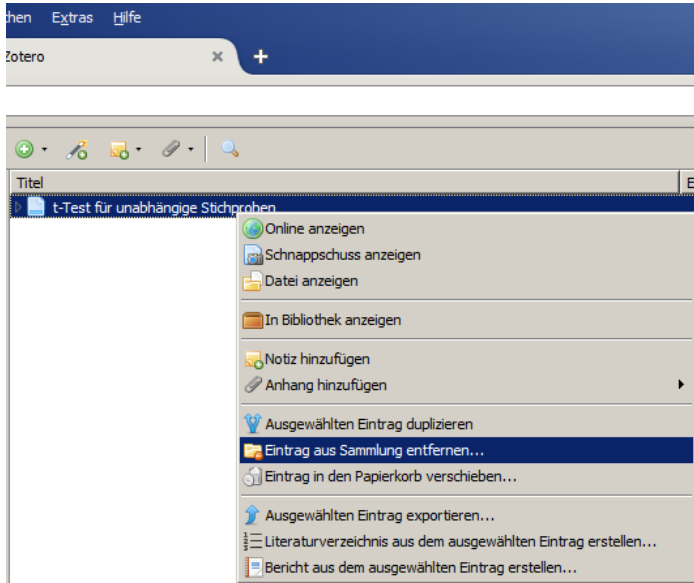 Extras Hilfe
Zotero
Titel
t-Test für unabhängige Stichproben
Online anzeigen
Schnappschuss anzeigen
Datei anzeigen
In Bibliothek anzeigen
Notiz hinzufügen
Anhang hinzufügen
Ausgewählten Eintrag duplizieren
Eintrag aus Sammlung entfernen...
Eintrag in den Papierkorb verschieben...
Ausgewählten Eintrag exportieren...
Literaturverzeichnis aus dem ausgewählten Eintrag erstellen...
Bericht aus dem ausgewählten Eintrag erstellen...